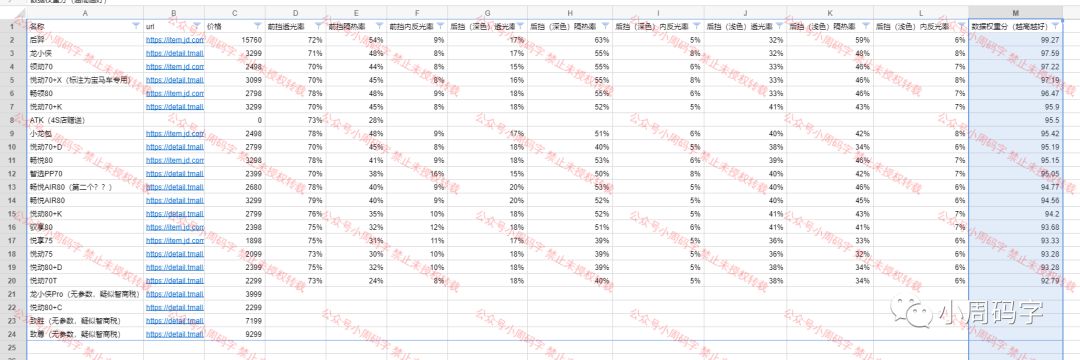 A B C D E F G H I J K L M
1 名称 url 价格 前挡透光率 前挡隔热率 前挡内反光率 后挡（深色）透光率 后挡（深色）隔热率 后挡（深色）内反光率 后挡（浅色）透光率 后挡（浅色）隔热率 后挡（浅色）内反光率 数据权重分（越高越好）
2 后羿 https://item.jd.com 15760 72% 54% 9% 17% 63% 5% 32% 59% 6% 99.27
3 龙小侠 https://detail.tmall. 3299 71% 48% 8% 17% 55% 8% 32% 48% 8% 97.59
4 领动70 https://item.jd.com 2498 70% 44% 8% 15% 55% 6% 33% 46% 7% 97.22
5 悦动70+X（标注为宝马车专用） https://detail.tmall. 3099 70% 45% 8% 16% 55% 8% 33% 46% 8% 97.19
6 畅领80 https://item.jd.com 2798 78% 48% 9% 18% 55% 6% 33% 46% 7% 96.47
7 悦动70+K https://detail.tmall. 3299 70% 45% 8% 18% 52% 5% 41% 43% 7% 95.9
8 ATK（4S店赠送） 0 73% 28% 95.5
9 小龙包 https://item.jd.com 2498 78% 48% 9% 17% 51% 6% 40% 42% 8% 95.42
10 悦动70+D https://item.jd.com 2799 70% 45% 8% 18% 40% 5% 38% 34% 6% 95.19
11 畅悦80 https://item.jd.com 3298 78% 41% 9% 18% 53% 6% 39% 46% 7% 95.15
12 智选PP70 https://item.jd.com 2399 70% 38% 16% 15% 50% 8% 40% 42% 7% 95.05
13 畅悦AIR80（第二个？？） https://detail.tmall. 2680 78% 40% 9% 20% 53% 5% 40% 46% 6% 94.77
14 畅悦AIR80 https://detail.tmall. 3299 79% 40% 9% 20% 52% 5% 40% 45% 6% 94.56
15 悦动80+K https://item.jd.com 2799 76% 35% 10% 18% 52% 5% 41% 43% 7% 94.2
16 驭享80 https://item.jd.com 2398 75% 32% 12% 18% 51% 6% 41% 41% 7% 93.68
17 悦享75 https://item.jd.com 1898 75% 31% 11% 17% 39% 5% 36% 33% 6% 93.33
18 悦动75 https://detail.tmall. 2099 73% 30% 10% 18% 39% 5% 36% 32% 6% 93.28
19 悦动80+D https://detail.tmall. 2399 75% 32% 10% 18% 39% 5% 38% 34% 6% 93.28
20 悦动70T https://detail.tmall. 2299 73% 24% 8% 18% 40% 5% 38% 34% 6% 92.79
21 龙小侠Pro（无参数，疑似智商税） https://detail.tmall. 3999
22 悦动80+C https://detail.tmall. 2299
23 致胜（无参数，疑似智商税） https://detail.tmall. 7199
24 致尊（无参数，疑似智商税） https://detail.tmall. 9299
25
公众号小周码字 禁止未授权转载
小周码字